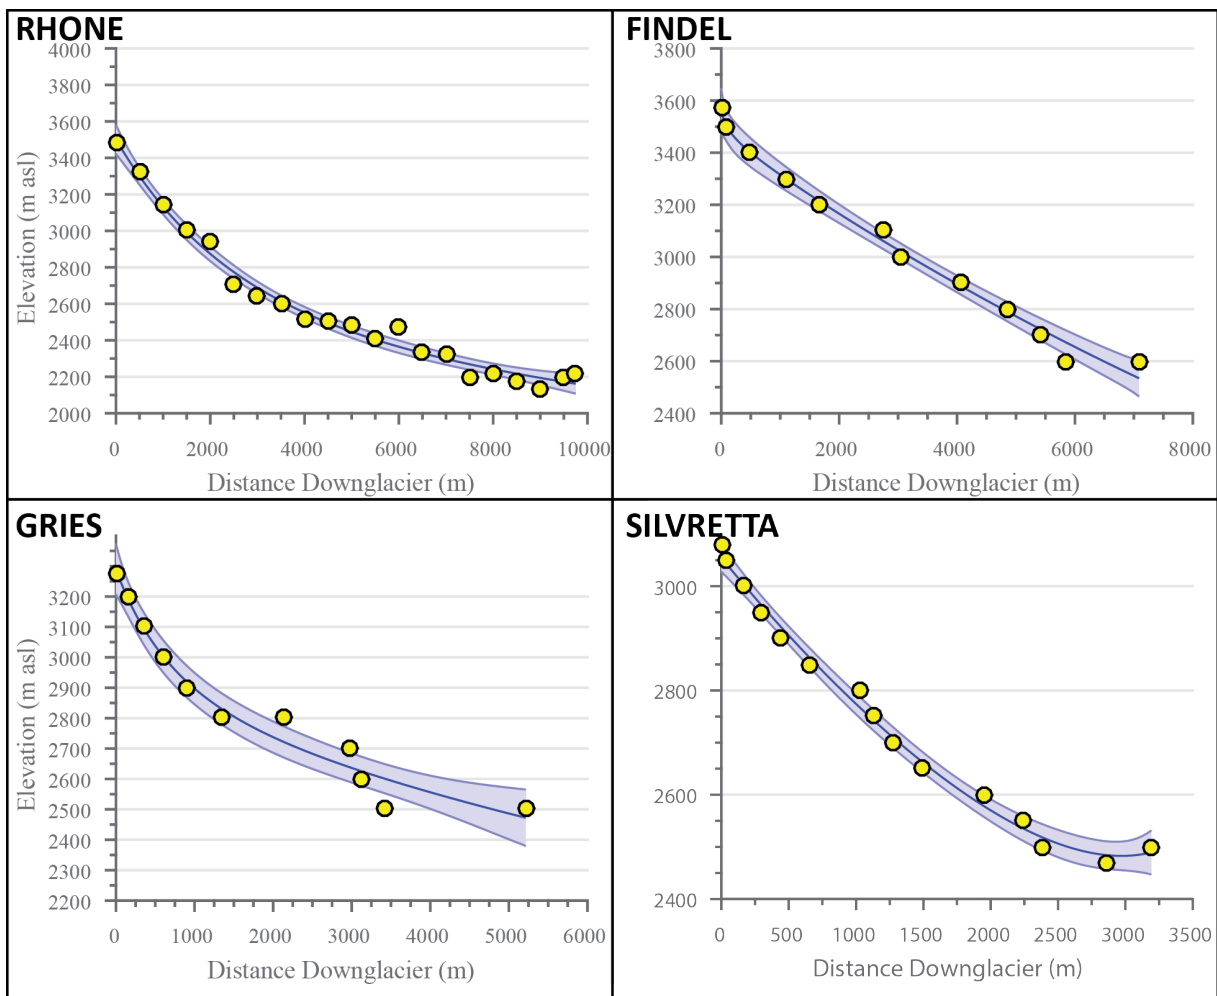 RHONE
4000
3800
3600
3400
3200
3000
2800
2600
2400
2200
2000
Elevation (m asl)
0 2000 4000 6000 8000 10000
Distance Downglacier (m)
FINDEL
3800
3600
3400
3200
3000
2800
2600
2400
0 2000 4000 6000 8000
Distance Downglacier (m)
GRIES
3200
3100
3000
2900
2800
2700
2600
2500
2400
2300
2200
Elevation (m asl)
0 1000 2000 3000 4000 5000 6000
Distance Downglacier (m)
SILVRETTA
3000
2800
2600
2400
0 500 1000 1500 2000 2500 3000 3500
Distance Downglacier (m)